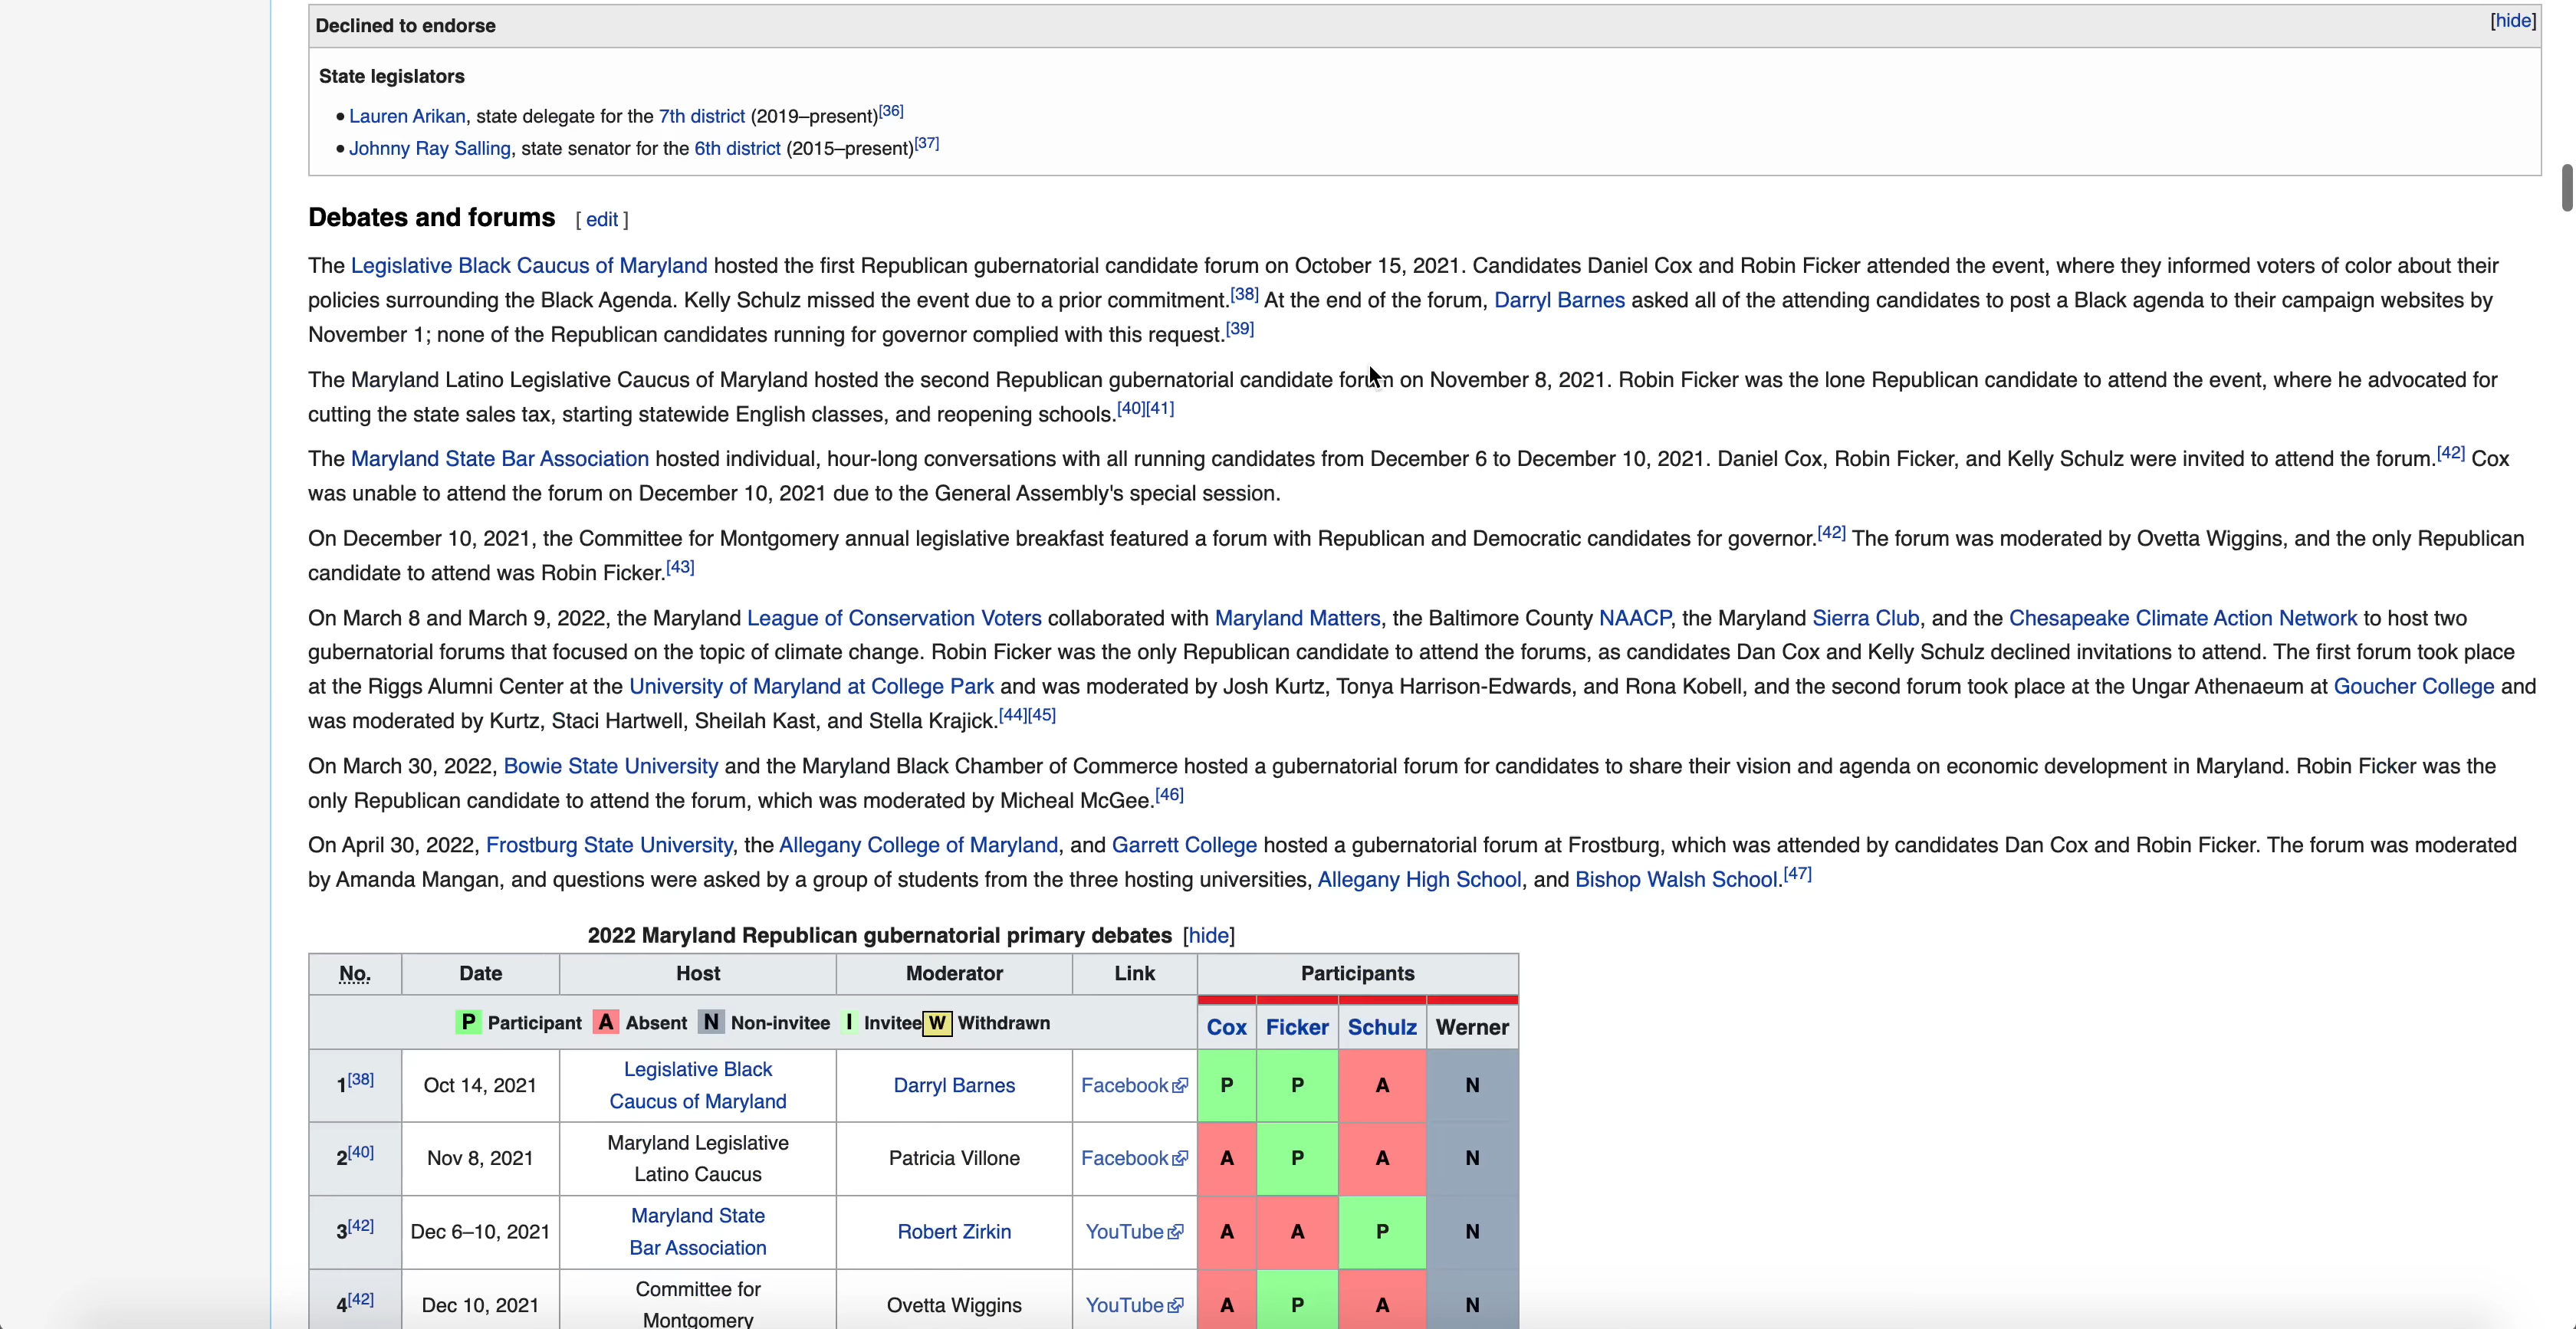 Declined to endorse [hide]
State legislators
• Lauren Arikan, state delegate for the 7th district (2019–present)[36]
• Johnny Ray Salling, state senator for the 6th district (2015–present)[37]
Debates and forums [ edit ]
The Legislative Black Caucus of Maryland hosted the first Republican gubernatorial candidate forum on October 15, 2021. Candidates Daniel Cox and Robin Ficker attended the event, where they informed voters of color about their
policies surrounding the Black Agenda. Kelly Schulz missed the event due to a prior commitment.[38] At the end of the forum, Darryl Barnes asked all of the attending candidates to post a Black agenda to their campaign websites by
November 1; none of the Republican candidates running for governor complied with this request.[39]
The Maryland Latino Legislative Caucus of Maryland hosted the second Republican gubernatorial candidate forum on November 8, 2021. Robin Ficker was the lone Republican candidate to attend the event, where he advocated for
cutting the state sales tax, starting statewide English classes, and reopening schools.[40][41]
The Maryland State Bar Association hosted individual, hour-long conversations with all running candidates from December 6 to December 10, 2021. Daniel Cox, Robin Ficker, and Kelly Schulz were invited to attend the forum.[42] Cox
was unable to attend the forum on December 10, 2021 due to the General Assembly's special session.
On December 10, 2021, the Committee for Montgomery annual legislative breakfast featured a forum with Republican and Democratic candidates for governor.[42] The forum was moderated by Ovetta Wiggins, and the only Republican
candidate to attend was Robin Ficker.[43]
On March 8 and March 9, 2022, the Maryland League of Conservation Voters collaborated with Maryland Matters, the Baltimore County NAACP, the Maryland Sierra Club, and the Chesapeake Climate Action Network to host two
gubernatorial forums that focused on the topic of climate change. Robin Ficker was the only Republican candidate to attend the forums, as candidates Dan Cox and Kelly Schulz declined invitations to attend. The first forum took place
at the Riggs Alumni Center at the University of Maryland at College Park and was moderated by Josh Kurtz, Tonya Harrison-Edwards, and Rona Kobell, and the second forum took place at the Ungar Athenaeum at Goucher College and
was moderated by Kurtz, Staci Hartwell, Sheilah Kast, and Stella Krajick.[44][45]
On March 30, 2022, Bowie State University and the Maryland Black Chamber of Commerce hosted a gubernatorial forum for candidates to share their vision and agenda on economic development in Maryland. Robin Ficker was the
only Republican candidate to attend the forum, which was moderated by Micheal McGee.[46]
On April 30, 2022, Frostburg State University, the Allegany College of Maryland, and Garrett College hosted a gubernatorial forum at Frostburg, which was attended by candidates Dan Cox and Robin Ficker. The forum was moderated
by Amanda Mangan, and questions were asked by a group of students from the three hosting universities, Allegany High School, and Bishop Walsh School.[47]
2022 Maryland Republican gubernatorial primary debates [hide]
No. Date Host Moderator Link Participants
P Participant A Absent N Non-invitee I Invitee W Withdrawn Cox Ficker Schulz Werner
1[38] Oct 14, 2021 Legislative Black
Caucus of Maryland Darryl Barnes Facebook P P A N
2[40] Nov 8, 2021 Maryland Legislative
Latino Caucus Patricia Villone Facebook A P A N
3[42] Dec 6–10, 2021 Maryland State
Bar Association Robert Zirkin YouTube A A P N
4[42] Dec 10, 2021 Committee for
Montgomery Ovetta Wiggins YouTube A P A N